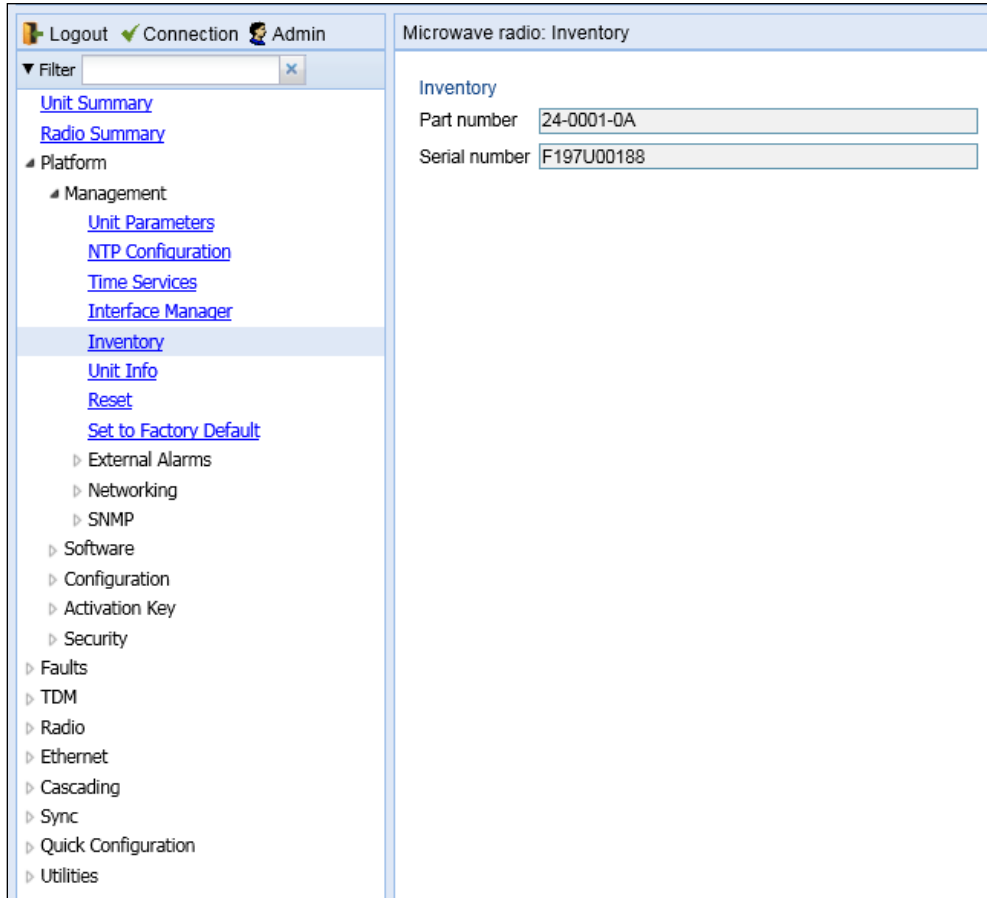 Logout Connection Admin
Filter
Unit Summary
Radio Summary
Platform
Management
Unit Parameters
NTP Configuration
Time Services
Interface Manager
Inventory
Unit Info
Reset
Set to Factory Default
External Alarms
Networking
SNMP
Software
Configuration
Activation Key
Security
Faults
TDM
Radio
Ethernet
Cascading
Sync
Quick Configuration
Utilities
Microwave radio: Inventory
Inventory
Part number 24-0001-0A
Serial number F197U00188